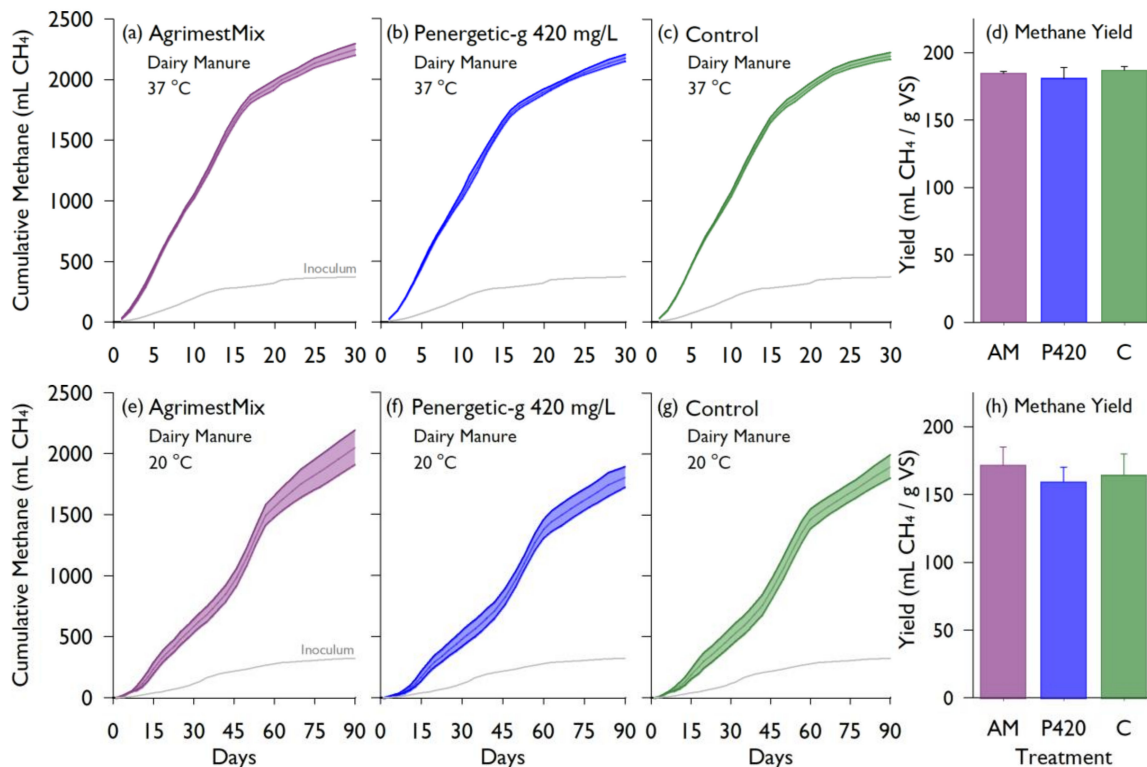 (a) AgrimestMix
Dairy Manure
37 °C
Cumulative Methane (mL CH₄)
2500
2000
1500
1000
500
0
Inoculum
0 5 15 10 15 20 25 30
(b) Penergetic-g 420 mg/L
Dairy Manure
37 °C
0 5 10 15 20 25 30
(c) Control
Dairy Manure
37 °C
0 5 10 15 20 25 30
(d) Methane Yield
Yield (mL CH₄ / g VS)
200
150
100
50
0
AM P420 C
(e) AgrimestMix
Dairy Manure
20 °C
Cumulative Methane (mL CH₄)
2500
2000
1500
1000
500
0
Inoculum
0 15 30 45 60 75 90
Days
(f) Penergetic-g 420 mg/L
Dairy Manure
20 °C
0 15 30 45 60 75 90
Days
(g) Control
Dairy Manure
20 °C
0 15 30 45 60 75 90
Days
(h) Methane Yield
Yield (mL CH₄ / g VS)
200
150
100
50
0
AM P420 C
Treatment